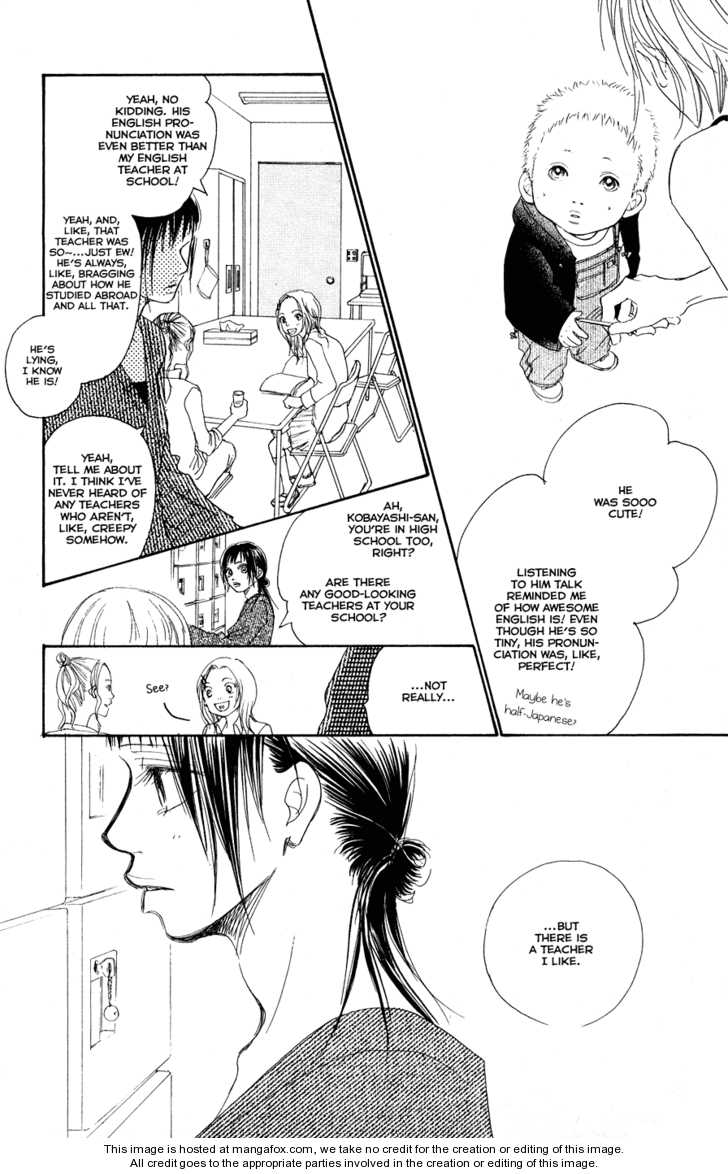 HE
WAS SOOO
CUTE!
LISTENING
TO HIM TALK
REMINDED ME
OF HOW AWESOME
ENGLISH IS! EVEN
THOUGH HE'S SO
TINY, HIS PRONUN-
CIATION WAS, LIKE,
PERFECT!
Maybe he's
half-Japanese?
YEAH, NO
KIDDING. HIS
ENGLISH PRO-
NUNCIATION WAS
EVEN BETTER THAN
MY ENGLISH
TEACHER AT
SCHOOL!
YEAH, AND,
LIKE, THAT
TEACHER WAS
SO~...JUST EW!
HE'S ALWAYS,
LIKE, BRAGGING
ABOUT HOW HE
STUDIED ABROAD
AND ALL THAT.
HE'S
LYING,
I KNOW
HE IS!
YEAH,
TELL ME ABOUT
IT. I THINK I'VE
NEVER HEARD OF
ANY TEACHERS
WHO AREN'T,
LIKE, CREEPY
SOMEHOW.
AH,
KOBAYASHI-SAN,
YOU'RE IN HIGH
SCHOOL TOO,
RIGHT?
ARE THERE
ANY GOOD-LOOKING
TEACHERS AT YOUR
SCHOOL?
...NOT
REALLY...
See?
...BUT
THERE IS
A TEACHER
I LIKE.
This image is hosted at mangafox.com, we take no credit for the creation or editing of this image.
All credit goes to the appropriate parties involved in the creation or editing of this image.